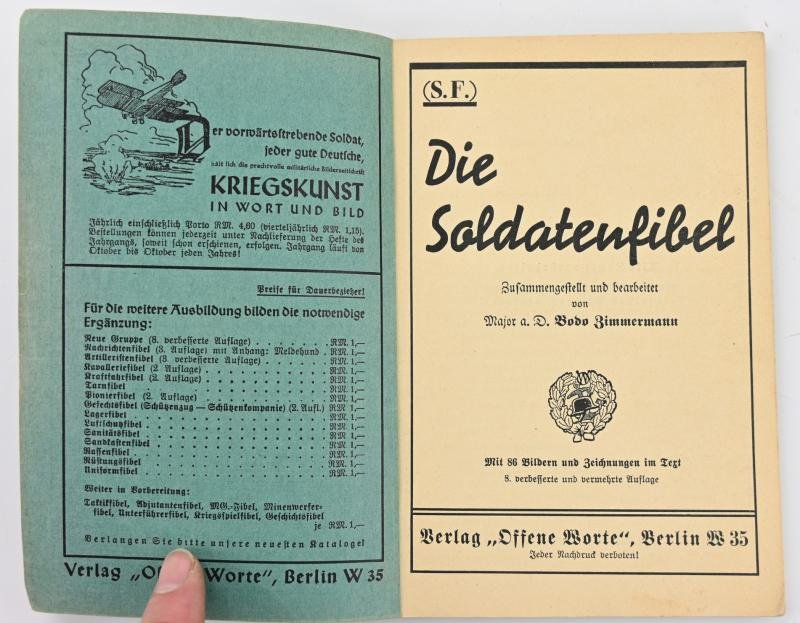 Der vorwärtsstrebende Soldat,
jeder gute Deutsche,
hält sich die prachtvolle militärische Bilderzeitschrift
KRIEGSKUNST
IN WORT UND BILD
Jährlich einschließlich Porto RM. 4,60 (vierteljährlich RM. 1,15).
Bestellungen können jederzeit unter Nachlieferung der Hefte des
Jahrgangs, soweit schon erschienen, erfolgen. Jahrgang läuft von
Oktober bis Oktober jeden Jahres!
Preise für Dauerbezieher!
Für die weitere Ausbildung bilden die notwendige
Ergänzung:
Neue Gruppe (8. verbesserte Auflage) . . . . . . . RM. 1,—
Nachrichtenfibel (3. Auflage) mit Anhang: Meldehund . RM. 1,—
Artilleristenfibel (3 verbesserte Auflage) . . . . . . RM. 1,—
Kavalleriefibel (2 Auflage) . . . . . . . . . . RM. 1,—
Kraftfahrfibel (2. Auflage) . . . . . . . . . . RM. 1,—
Tarnfibel . . . . . . . . . . . . . . . RM. 1,—
Pionierfibel (2. Auflage) . . . . . . . . . . RM. 1,—
Gefechtsfibel (Schützenzug — Schützenkompanie) (2. Aufl.) RM. 1,—
Lagerfibel . . . . . . . . . . . . . . . RM. 1,—
Luftschutzfibel . . . . . . . . . . . . . RM. 1,—
Sanitätsfibel . . . . . . . . . . . . . . RM. 1,—
Sandkastenfibel . . . . . . . . . . . . . RM. 1,—
Rassenfibel . . . . . . . . . . . . . . RM. 1,—
Rüstungsfibel . . . . . . . . . . . . . . RM. 1,—
Uniformfibel . . . . . . . . . . . . . . RM. 1,—
Weiter in Vorbereitung:
Taktikfibel, Adjutantenfibel, MG.-Fibel, Minenwerfer-
fibel, Unterführerfibel, Kriegsspielfibel, Geschichtsfibel
je RM. 1,—
Verlangen Sie bitte unsere neuesten Kataloge!
Verlag „Offene Worte“, Berlin W 35
(S.F.)
Die
Soldatenfibel
Zusammengestellt und bearbeitet
von
Major a. D. Bodo Zimmermann
Mit 86 Bildern und Zeichnungen im Text
8. verbesserte und vermehrte Auflage
Verlag „Offene Worte“, Berlin W 35
Jeder Nachdruck verboten!